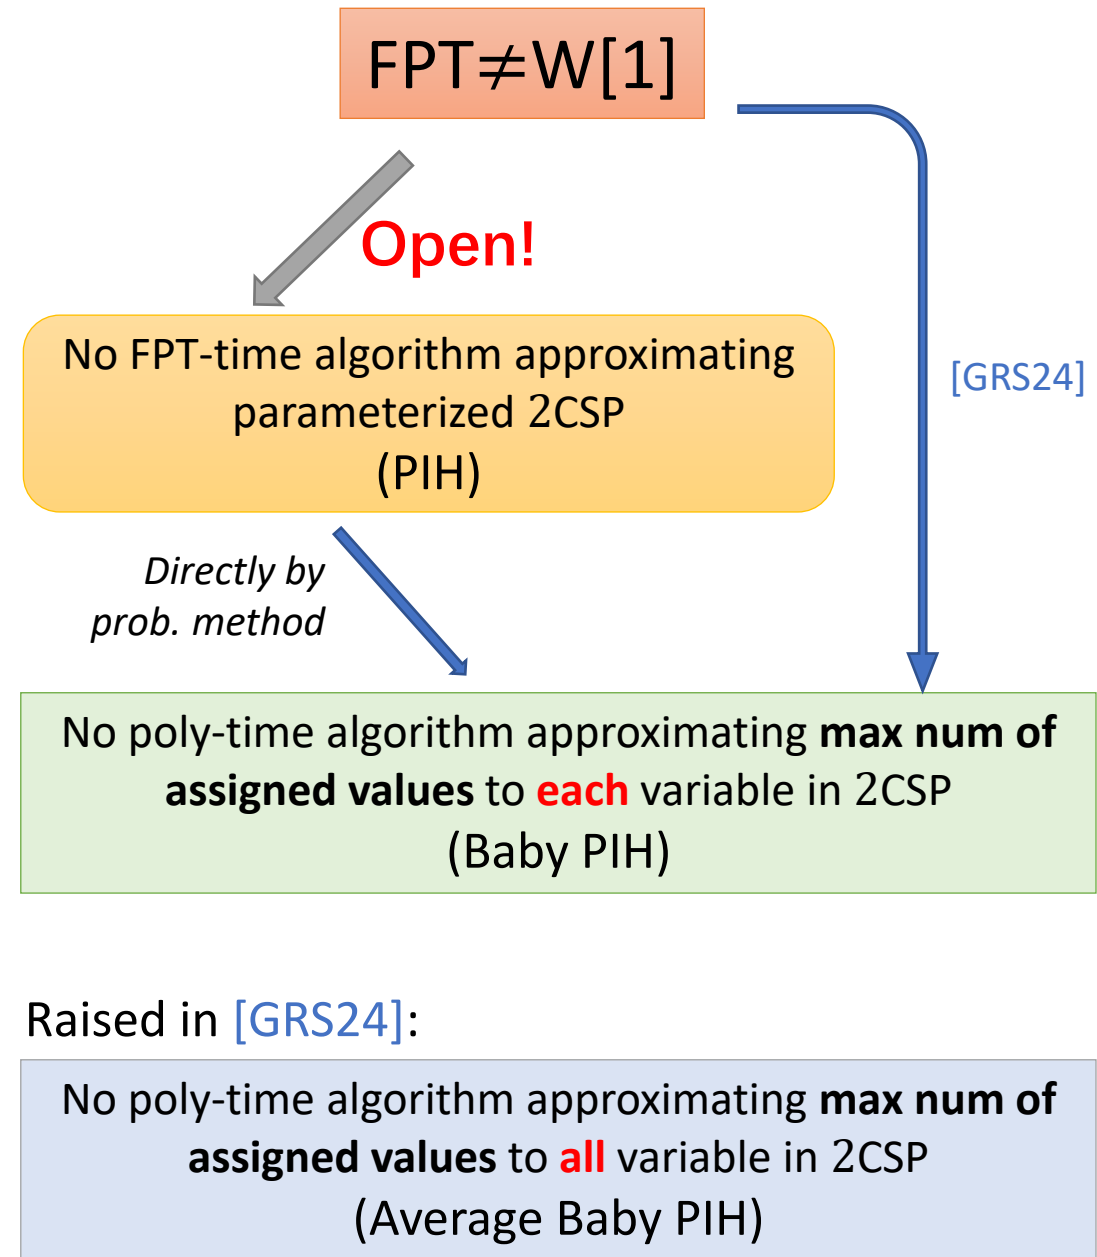 FPT≠W[1]
Open!
No FPT-time algorithm approximating
parameterized 2CSP
(PIH)
[GRS24]
Directly by
prob. method
No poly-time algorithm approximating max num of
assigned values to each variable in 2CSP
(Baby PIH)
Raised in [GRS24]:
No poly-time algorithm approximating max num of
assigned values to all variable in 2CSP
(Average Baby PIH)